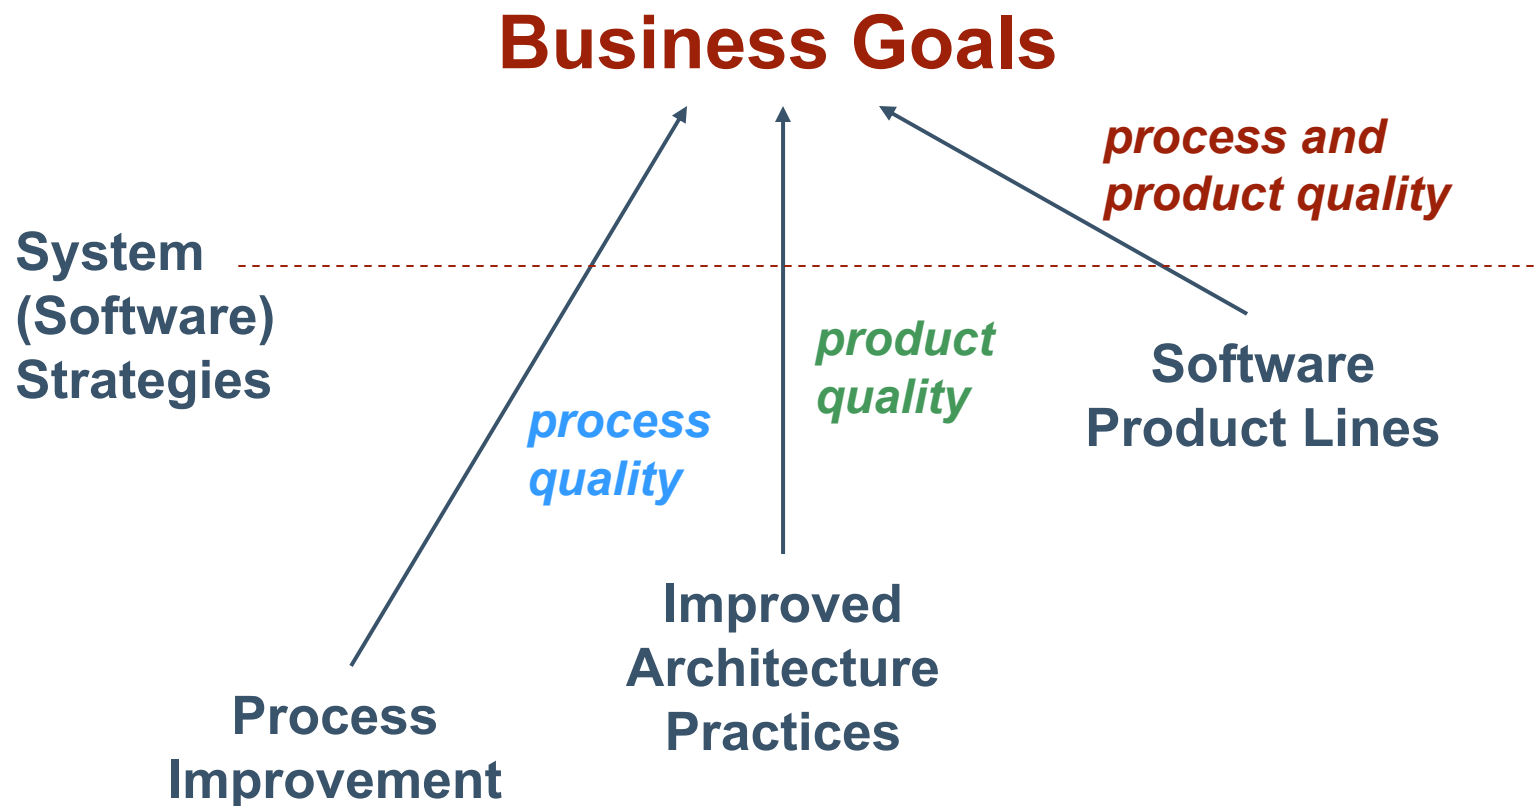 Business Goals
process and
product quality
System
(Software)
Strategies
product
quality
Software
Product Lines
process
quality
Improved
Architecture
Practices
Process
Improvement